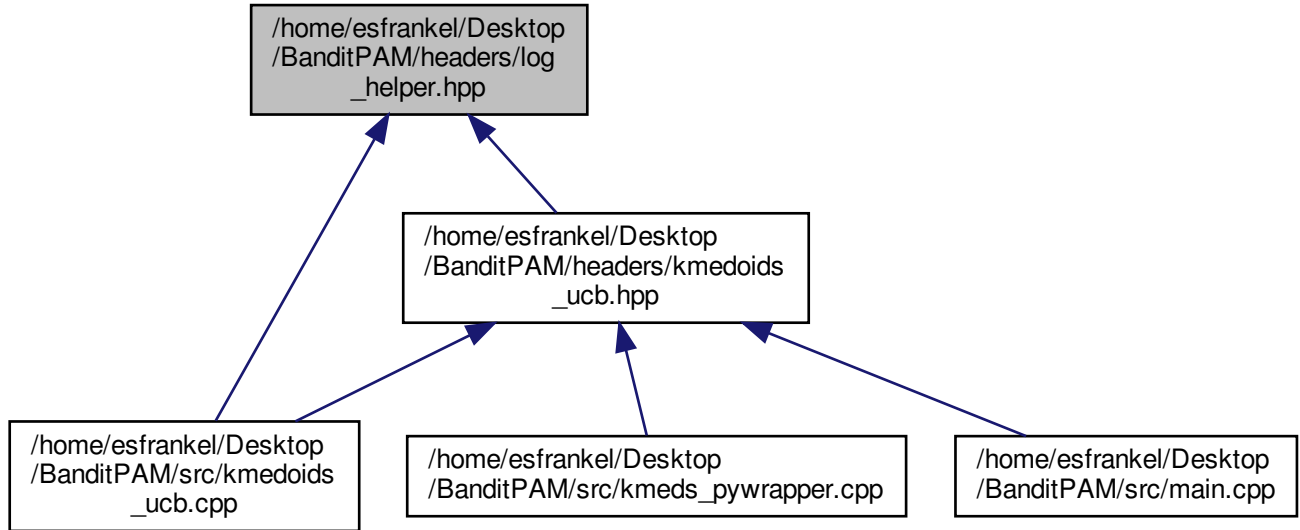 /home/esfrankel/Desktop
/BanditPAM/headers/log
_helper.hpp
/home/esfrankel/Desktop
/BanditPAM/headers/kmedoids
_ucb.hpp
/home/esfrankel/Desktop
/BanditPAM/src/kmedoids
_ucb.cpp
/home/esfrankel/Desktop
/BanditPAM/src/kmeds_pywrapper.cpp
/home/esfrankel/Desktop
/BanditPAM/src/main.cpp